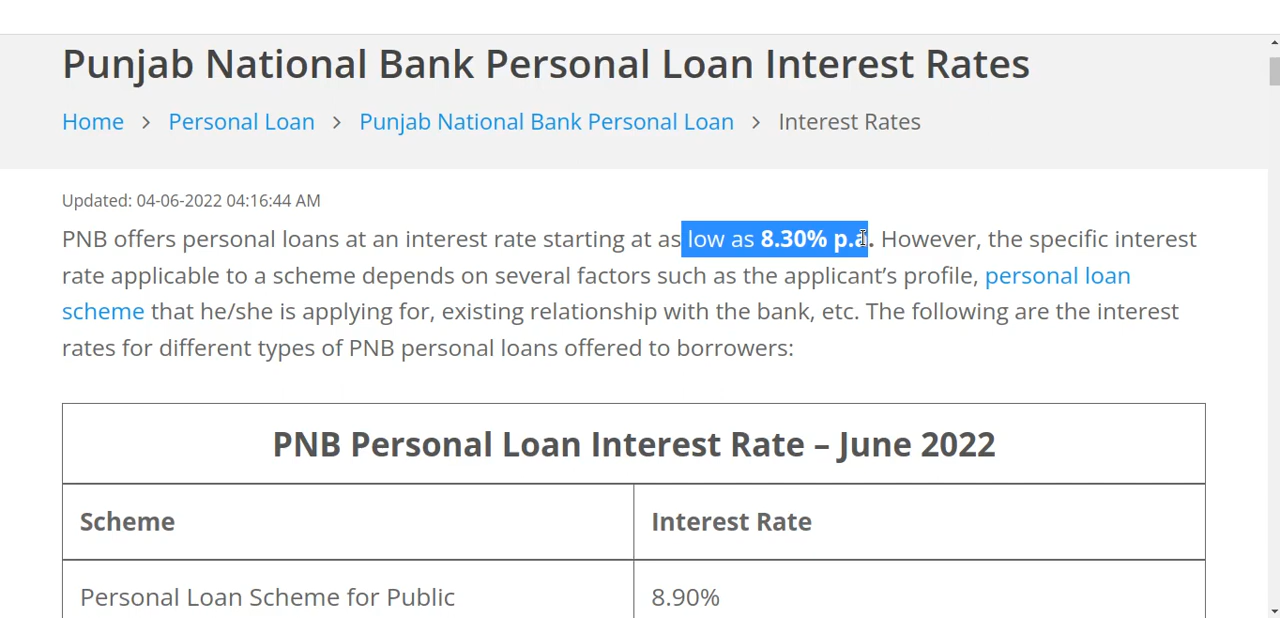 Punjab National Bank Personal Loan Interest Rates
Home > Personal Loan > Punjab National Bank Personal Loan > Interest Rates
Updated: 04-06-2022 04:16:44 AM
PNB offers personal loans at an interest rate starting at as low as 8.30% p.a. However, the specific interest
rate applicable to a scheme depends on several factors such as the applicant’s profile, personal loan
scheme that he/she is applying for, existing relationship with the bank, etc. The following are the interest
rates for different types of PNB personal loans offered to borrowers:
PNB Personal Loan Interest Rate – June 2022
Scheme Interest Rate
Personal Loan Scheme for Public 8.90%